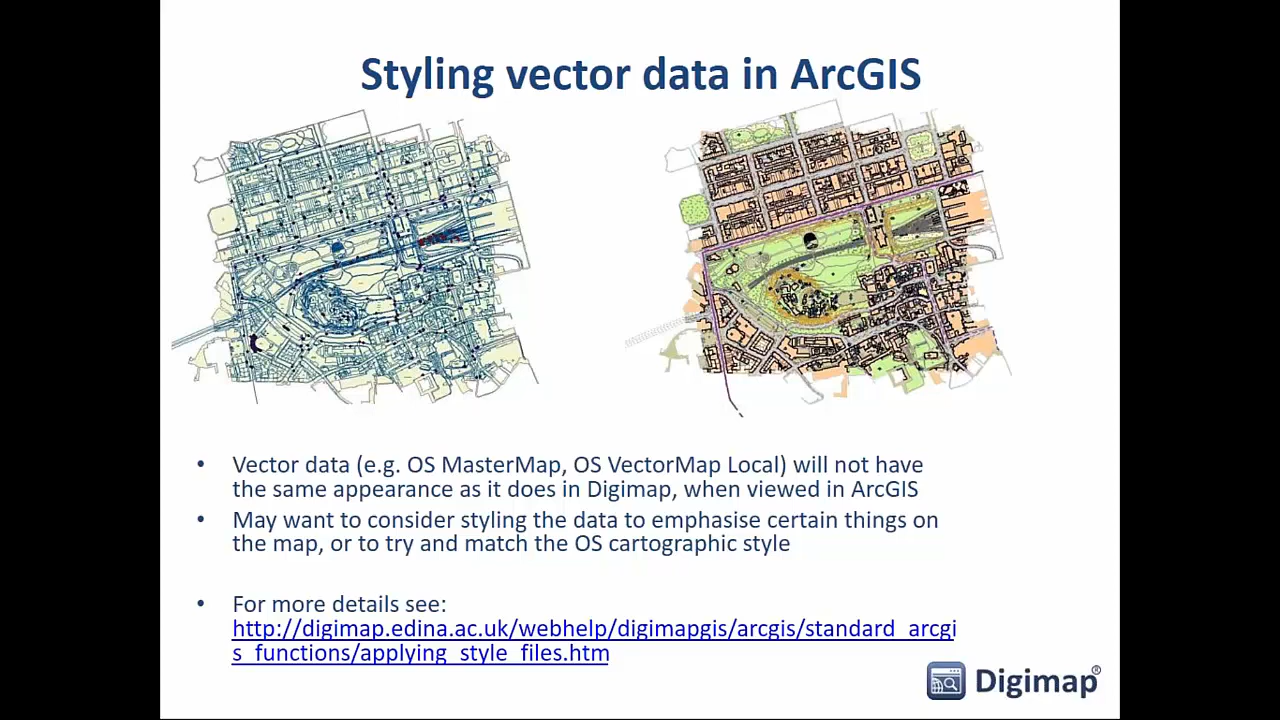 Styling vector data in ArcGIS
• Vector data (e.g. OS MasterMap, OS VectorMap Local) will not have
the same appearance as it does in Digimap, when viewed in ArcGIS
• May want to consider styling the data to emphasise certain things on
the map, or to try and match the OS cartographic style
• For more details see:
http://digimap.edina.ac.uk/webhelp/digimapgis/arcgis/standard_arcgi
s_functions/applying_style_files.htm
Digimap®